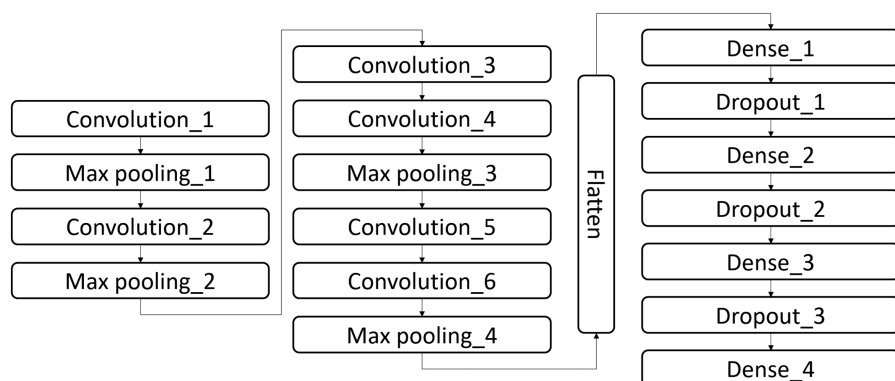 Convolution_1
Max pooling_1
Convolution_2
Max pooling_2
Convolution_3
Convolution_4
Max pooling_3
Convolution_5
Convolution_6
Max pooling_4
Flatten
Dense_1
Dropout_1
Dense_2
Dropout_2
Dense_3
Dropout_3
Dense_4